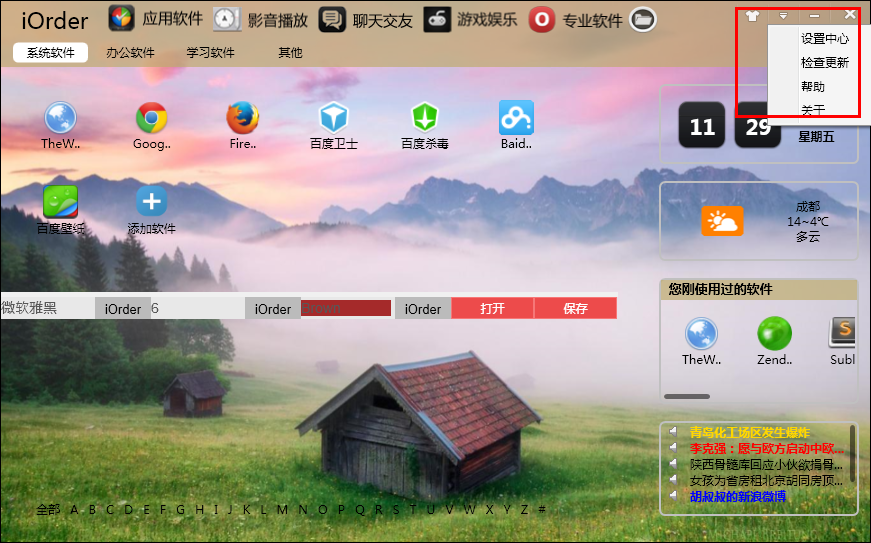 iOrder 应用软件 影音播放 聊天交友 游戏娱乐 专业软件
系统软件 办公软件 学习软件 其他
设置中心
检查更新
帮助
关于
TheW.. Goog.. Fire.. 百度卫士 百度杀毒 Baid..
11 29 星期五
百度壁纸 添加软件
成都
14~4℃
多云
您刚使用过的软件
微软雅黑 iOrder 6 iOrder Brown iOrder 打开 保存
TheW.. Zend.. Subl
青岛化工场区发生爆炸
李克强：愿与欧方启动中欧...
陕西骨髓库回应小伙欲捐骨...
女孩为省房租北京胡同房顶...
胡叔叔的新浪微博
全部 A B C D E F G H I J K L M N O P Q R S T U V W X Y Z #